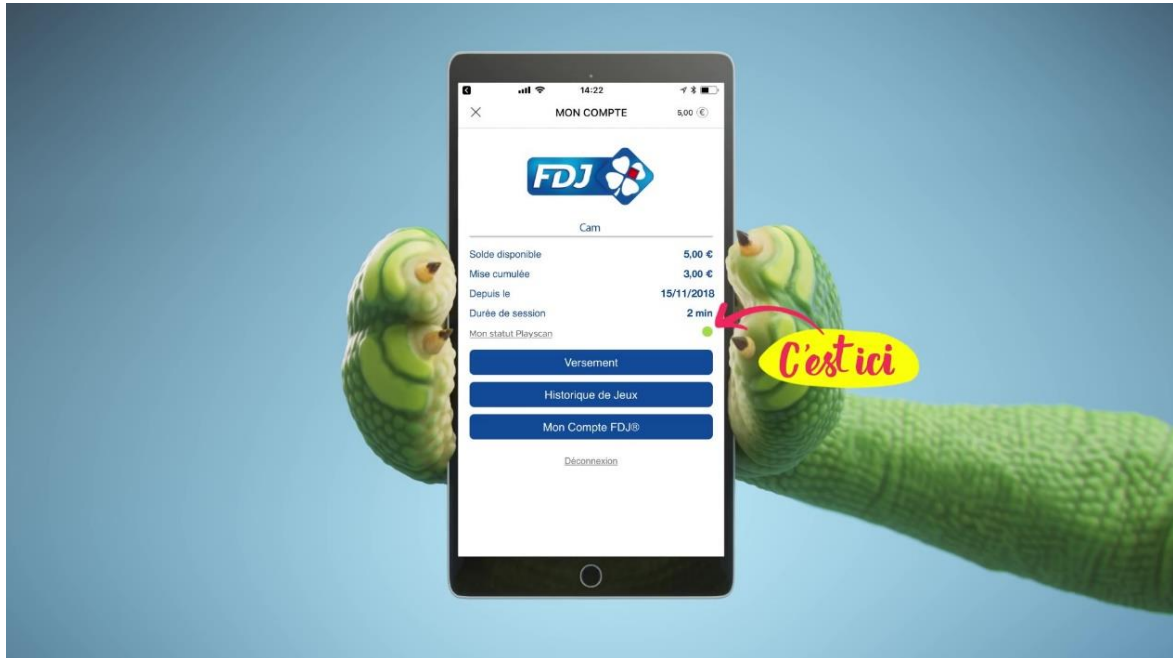 14:22
MON COMPTE 5,00 €
FDJ
Cam
Solde disponible 5,00 €
Mise cumulée 3,00 €
Depuis le 15/11/2018
Durée de session 2 min
Mon statut Playscan
C'est ici
Versement
Historique de Jeux
Mon Compte FDJ®
Déconnexion